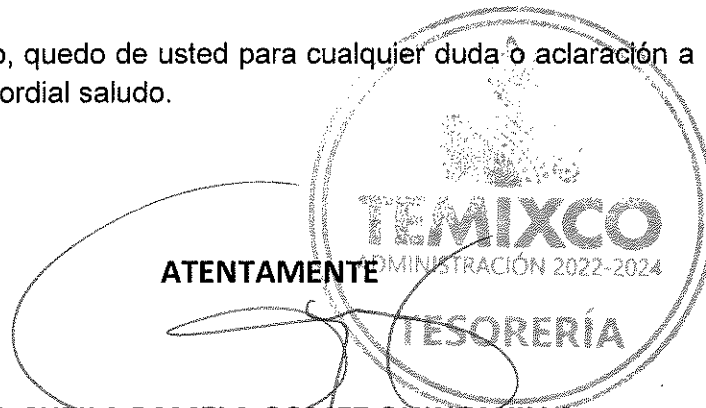 o, quedo de usted para cualquier duda o aclaración a
ordial saludo.
TEMIXCO
ADMINISTRACIÓN 2022-2024
ATENTAMENTE
TESORERÍA